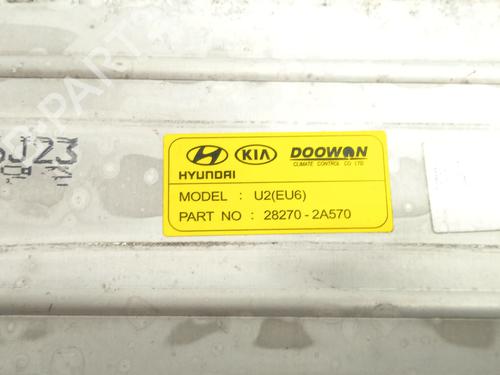 J23
HYUNDAI KIA DOOWON
CLIMATE CONTROL CO LTD.
MODEL : U2(EU6)
PART NO : 28270 - 2A570